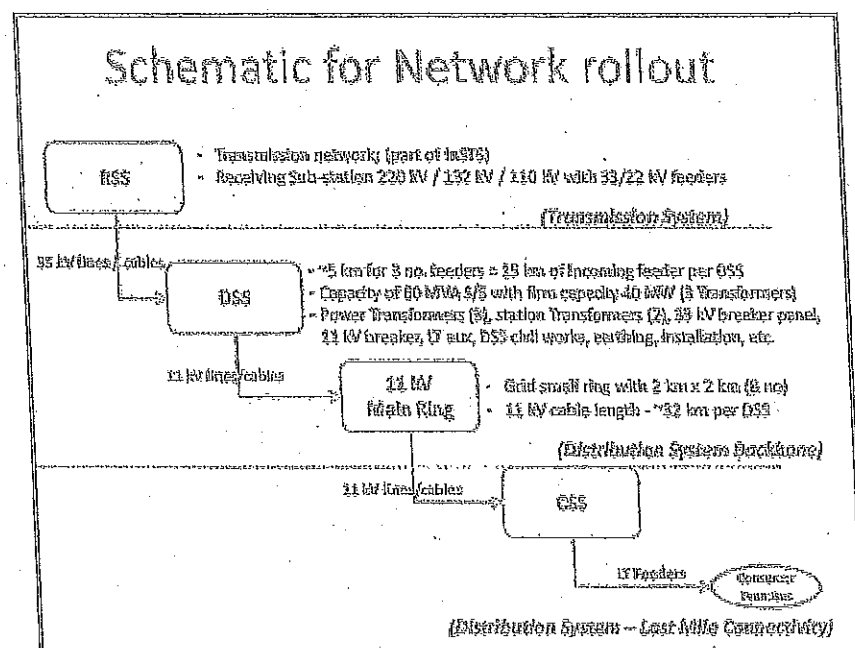 Schematic for Network rollout
RSS
- Transmission network (part of InSTS)
- Receiving Sub-station 220 kV / 132 kV / 110 kV with 33/22 kV feeders
(Transmission System)
33 kV lines/ cables
DSS
- ~5 km for 3 no. feeders = 15 km of incoming feeder per DSS
- Capacity of 60 MVA S/S with firm capacity 40 MW (3 Transformers)
- Power Transformers (3), station Transformers (2), 33 kV breaker panel,
11 kV breaker, LT aux, DSS civil works, earthing, installation, etc.
11 kV lines/cables
11 kV
Main Ring
- Grid small ring with 2 km x 2 km
- 11 kV cable length - ~32 km per DSS
(Distribution System Backbone)
11 kV lines/cables
CSS
LT Feeders
Consumer
Premises
(Distribution System – Last Mile Connectivity)